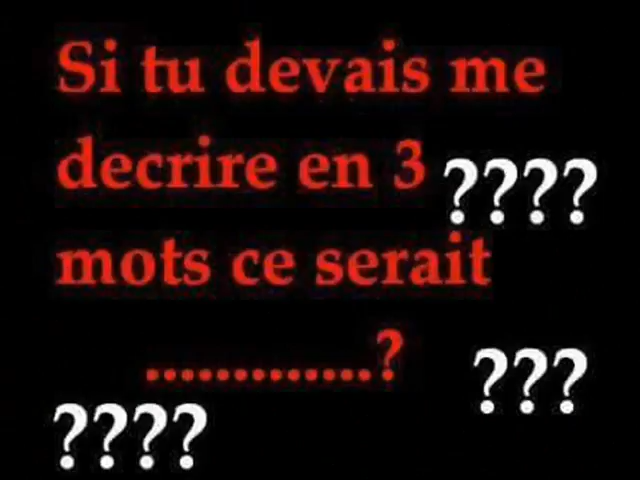 Si tu devais me
decrire en 3 ????
mots ce serait
.............? ???
????